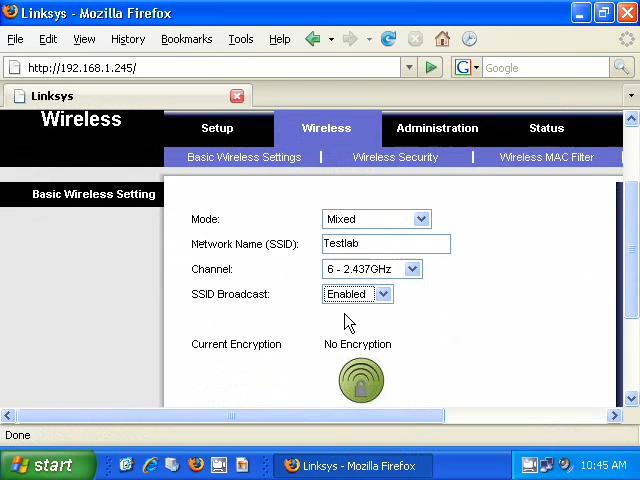 Linksys - Mozilla Firefox
File Edit View History Bookmarks Tools Help
http://192.168.1.245/ G Google
Linksys
Wireless Setup Wireless Administration Status
Basic Wireless Settings Wireless Security Wireless MAC Filter
Basic Wireless Setting
Mode: Mixed
Network Name (SSID): Testlab
Channel: 6 - 2.437GHz
SSID Broadcast: Enabled
Current Encryption No Encryption
Done
start Linksys - Mozilla Firefox 10:45 AM